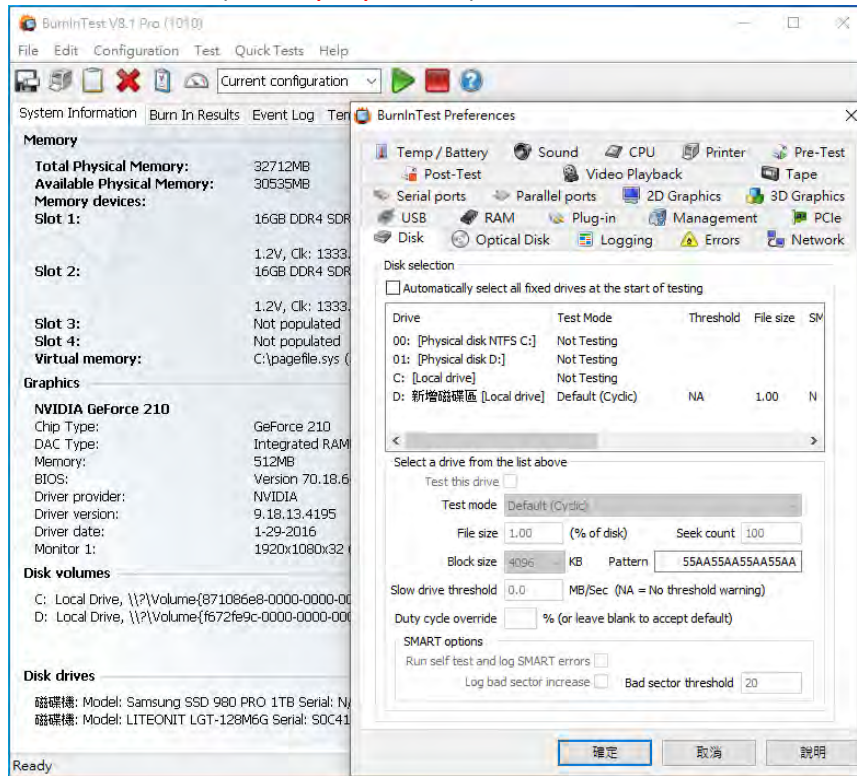 BurnInTest V8.1 Pro (1010)
File Edit Configuration Test Quick Tests Help
Current configuration
System Information Burn In Results Event Log Ten
Memory
Total Physical Memory: 32712MB
Available Physical Memory: 30535MB
Memory devices:
Slot 1: 16GB DDR4 SDR
1.2V, Clk: 1333.
Slot 2: 16GB DDR4 SDR
1.2V, Clk: 1333.
Slot 3: Not populated
Slot 4: Not populated
Virtual memory: C:\pagefile.sys (
Graphics
NVIDIA GeForce 210
Chip Type: GeForce 210
DAC Type: Integrated RAM
Memory: 512MB
BIOS: Version 70.18.6
Driver provider: NVIDIA
Driver version: 9.18.13.4195
Driver date: 1-29-2016
Monitor 1: 1920x1080x32 (
Disk volumes
C: Local Drive, \\?\Volume{871086e8-0000-0000-00
D: Local Drive, \\?\Volume{f672fe9c-0000-0000-000
Disk drives
磁碟機: Model: Samsung SSD 980 PRO 1TB Serial: N/
磁碟機: Model: LITEONIT LGT-128M6G Serial: S0C41
Ready
BurnInTest Preferences
Temp / Battery Sound CPU Printer Pre-Test
Post-Test Video Playback Tape
Serial ports Parallel ports 2D Graphics 3D Graphics
USB RAM Plug-in Management PCIe
Disk Optical Disk Logging Errors Network
Disk selection
Automatically select all fixed drives at the start of testing
Drive Test Mode Threshold File size SM
00: [Physical disk NTFS C:] Not Testing
01: [Physical disk D:] Not Testing
C: [Local drive] Not Testing
D: 新增磁碟區 [Local drive] Default (Cyclic) NA 1.00 N
Select a drive from the list above
Test this drive
Test mode Default (Cyclic)
File size 1.00 (% of disk) Seek count 100
Block size 4096 KB Pattern 55AA55AA55AA55AA
Slow drive threshold 0.0 MB/Sec (NA = No threshold warning)
Duty cycle override % (or leave blank to accept default)
SMART options
Run self test and log SMART errors
Log bad sector increase Bad sector threshold 20
確定 取消 說明